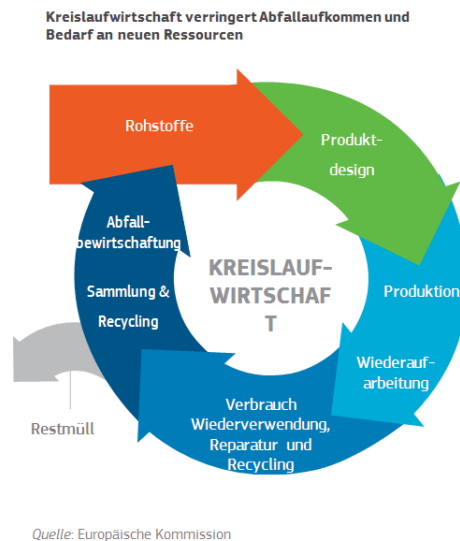 Kreislaufwirtschaft verringert Abfallaufkommen und
Bedarf an neuen Ressourcen
Rohstoffe
Produkt-
design
Produktion
Wiederauf-
arbeitung
Verbrauch
Wiederverwendung,
Reparatur und
Recycling
Abfall-
bewirtschaftung
Sammlung &
Recycling
Restmüll
KREISLAUF-
WIRTSCHAF
T
Quelle: Europäische Kommission